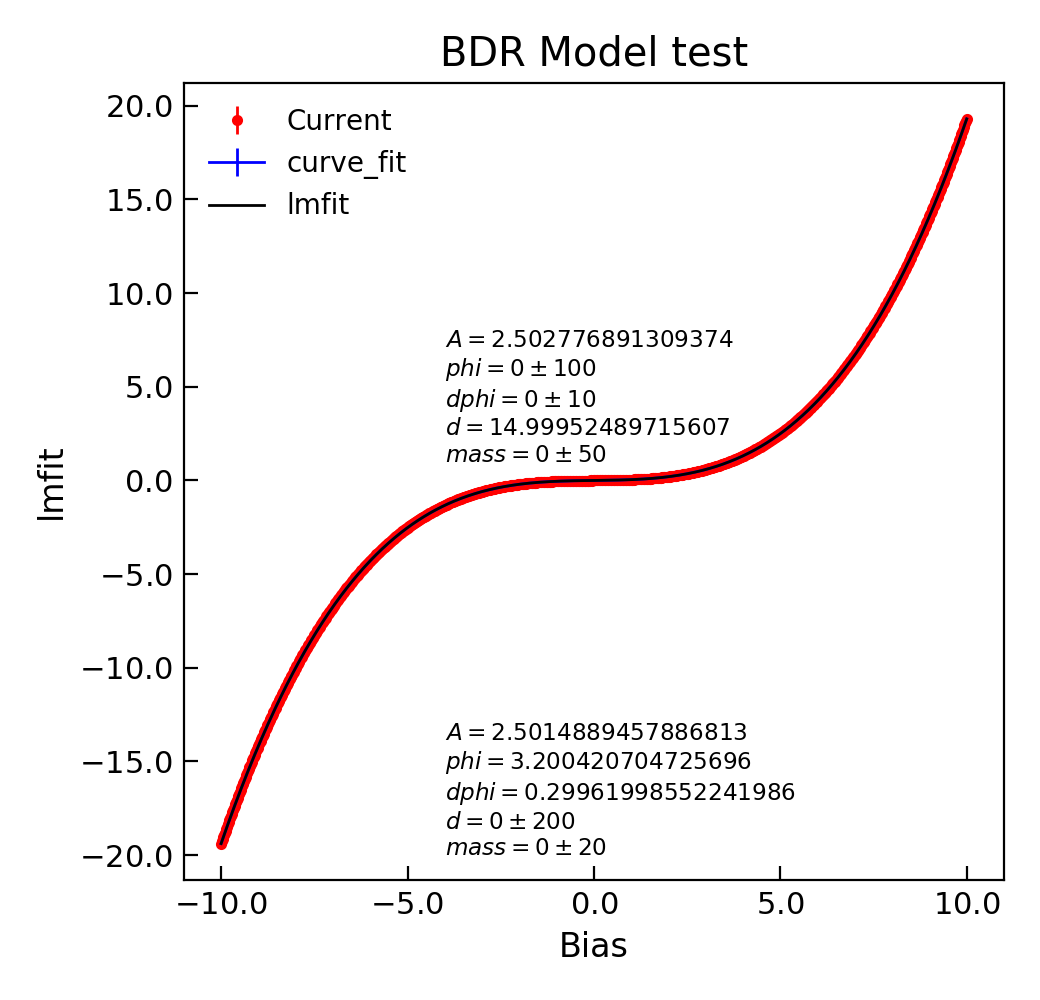 BDR Model test
20.0
15.0
10.0
5.0
0.0
−5.0
−10.0
−15.0
−20.0
lmfit
Current
curve_fit
lmfit
A = 2.502776891309374
phi = 0 ± 100
dphi = 0 ± 10
d = 14.99952489715607
mass = 0 ± 50
A = 2.5014889457886813
phi = 3.200420704725696
dphi = 0.29961998552241986
d = 0 ± 200
mass = 0 ± 20
−10.0 −5.0 0.0 5.0 10.0
Bias